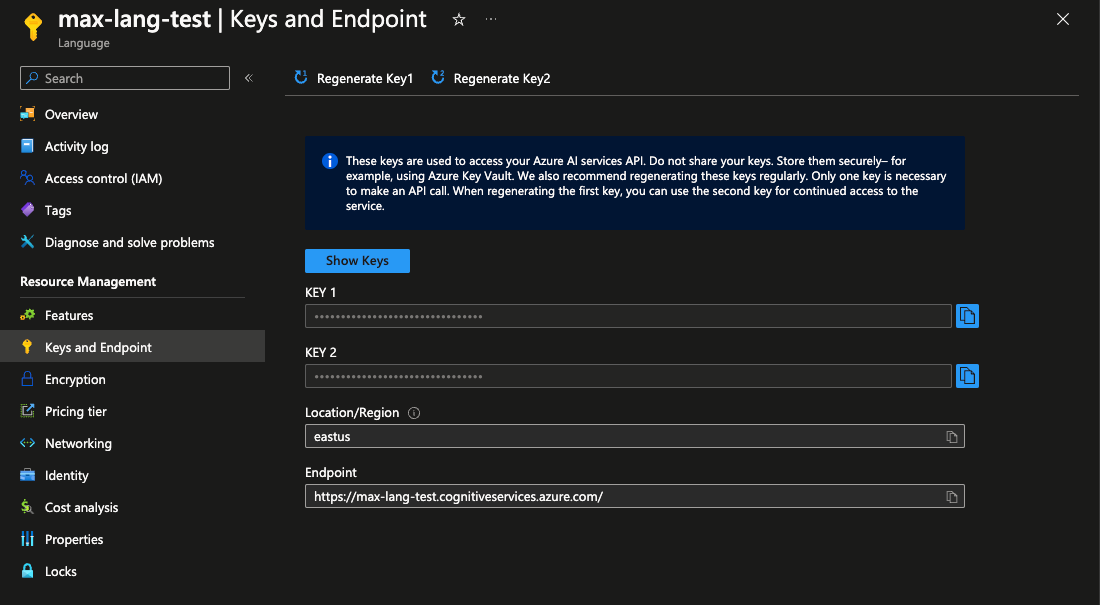 max-lang-test | Keys and Endpoint
Language
Search
Regenerate Key1
Regenerate Key2
Overview
Activity log
Access control (IAM)
Tags
Diagnose and solve problems
Resource Management
Features
Keys and Endpoint
Encryption
Pricing tier
Networking
Identity
Cost analysis
Properties
Locks
These keys are used to access your Azure AI services API. Do not share your keys. Store them securely– for
example, using Azure Key Vault. We also recommend regenerating these keys regularly. Only one key is necessary
to make an API call. When regenerating the first key, you can use the second key for continued access to the
service.
Show Keys
KEY 1
KEY 2
Location/Region
eastus
Endpoint
https://max-lang-test.cognitiveservices.azure.com/